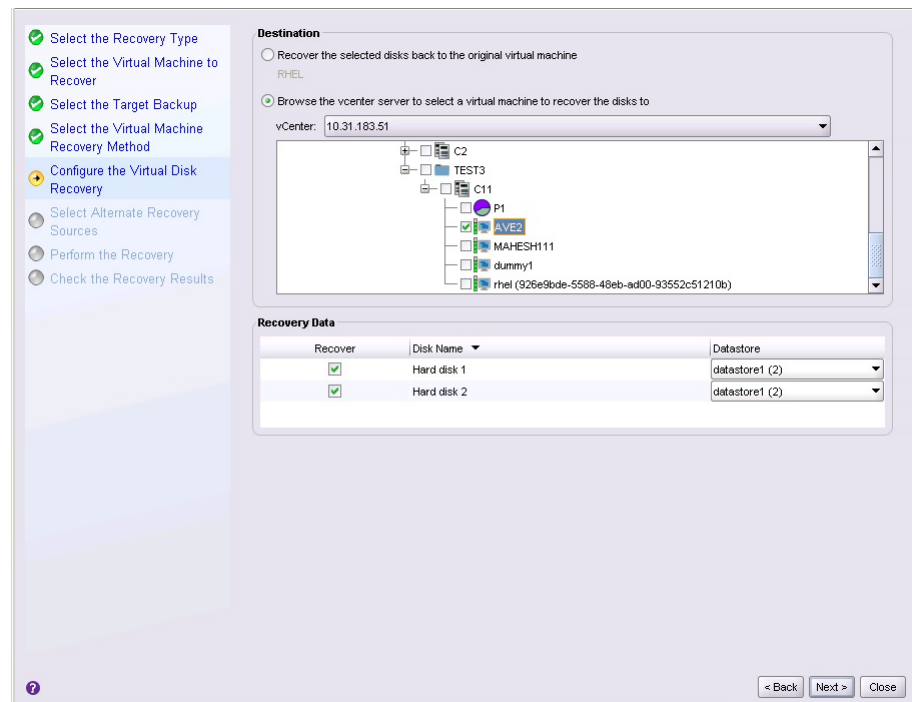 Select the Recovery Type
Select the Virtual Machine to
Recover
Select the Target Backup
Select the Virtual Machine
Recovery Method
Configure the Virtual Disk
Recovery
Select Alternate Recovery
Sources
Perform the Recovery
Check the Recovery Results
Destination
Recover the selected disks back to the original virtual machine
RHEL
Browse the vcenter server to select a virtual machine to recover the disks to
vCenter: 10.31.183.51
C2
TEST3
C11
P1
AVE2
MAHESH111
dummy1
rhel (926e9bde-5588-48eb-ad00-93552c51210b)
Recovery Data
Recover Disk Name Datastore
Hard disk 1 datastore1 (2)
Hard disk 2 datastore1 (2)
?
< Back Next > Close